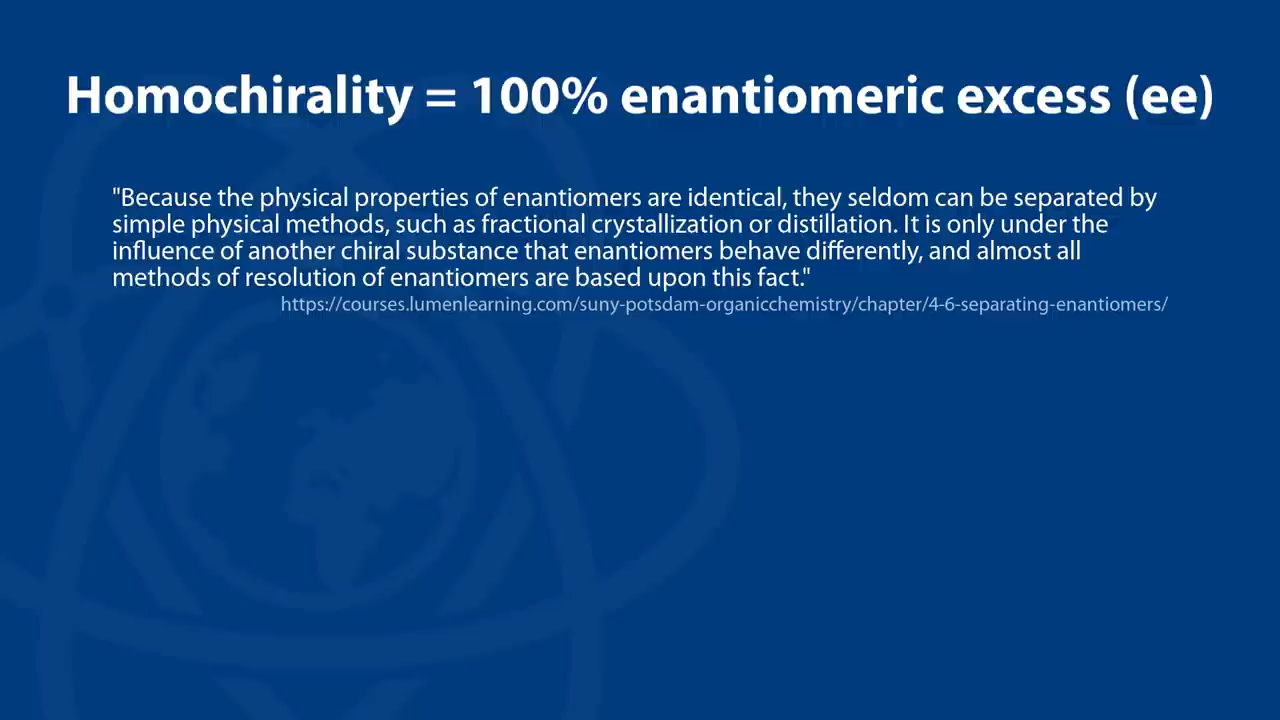 Homochirality = 100% enantiomeric excess (ee)
"Because the physical properties of enantiomers are identical, they seldom can be separated by
simple physical methods, such as fractional crystallization or distillation. It is only under the
influence of another chiral substance that enantiomers behave differently, and almost all
methods of resolution of enantiomers are based upon this fact."
https://courses.lumenlearning.com/suny-potsdam-organicchemistry/chapter/4-6-separating-enantiomers/